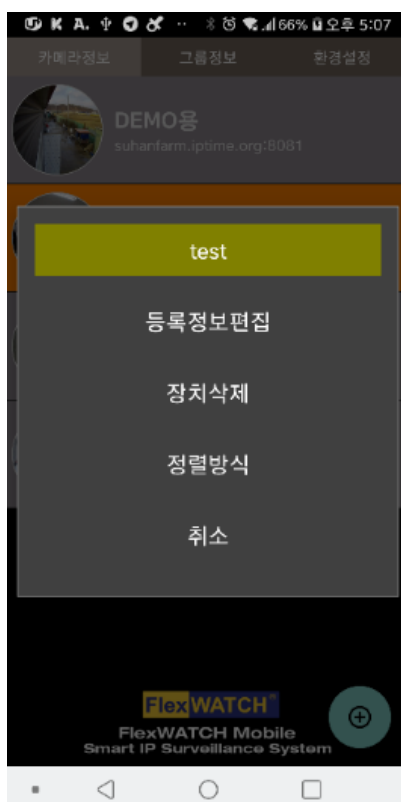 K A. 66% 오후 5:07
카메라정보 그룹정보 환경설정
DEMO용
suhanfarm.iptime.org:8081
test
등록정보편집
장치삭제
정렬방식
취소
FlexWATCH
FlexWATCH Mobile
Smart IP Surveillance System